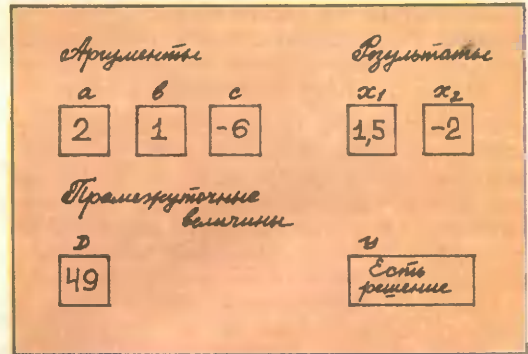 Аргументы Результаты
a b c x₁ x₂
2 1 -6 1,5 -2
Промежуточные
величины
D y
49 Есть
решение